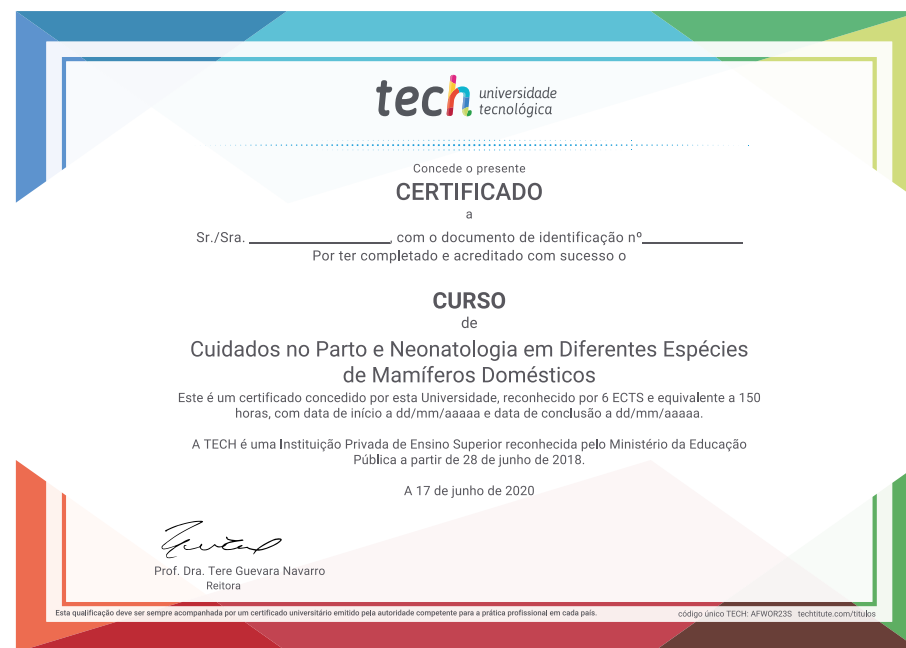 tech universidade
tecnológica
Concede o presente
CERTIFICADO
a
Sr./Sra. ____________________, com o documento de identificação nº______________
Por ter completado e acreditado com sucesso o
CURSO
de
Cuidados no Parto e Neonatologia em Diferentes Espécies
de Mamíferos Domésticos
Este é um certificado concedido por esta Universidade, reconhecido por 6 ECTS e equivalente a 150
horas, com data de início a dd/mm/aaaaa e data de conclusão a dd/mm/aaaaa.
A TECH é uma Instituição Privada de Ensino Superior reconhecida pelo Ministério da Educação
Pública a partir de 28 de junho de 2018.
A 17 de junho de 2020
Prof. Dra. Tere Guevara Navarro
Reitora
Esta qualificação deve ser sempre acompanhada por um certificado universitário emitido pela autoridade competente para a prática profissional em cada país.
código único TECH: AFWOR23S techtitute.com/titulos